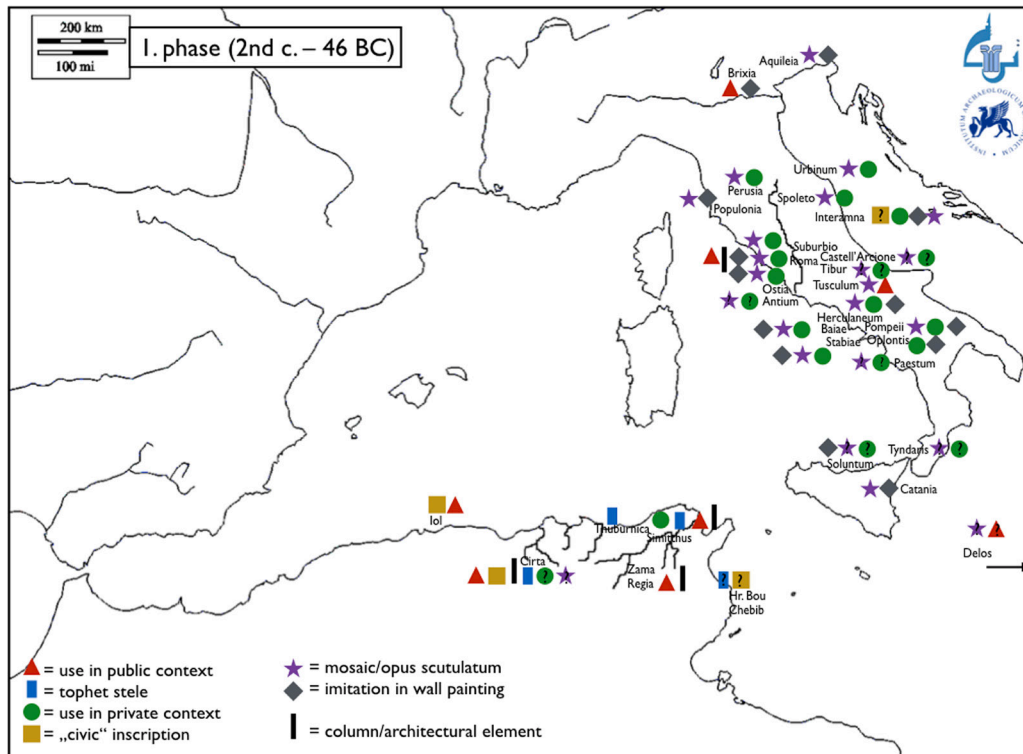 200 km
100 mi
1. phase (2nd c. – 46 BC)
Aquileia
Brixia
Urbinum
Perusia
Spoleto
Populonia
Interamna
?
Suburbio
Roma
Castell'Arcione
?
?
Tibur
?
?
Tusculum
Ostia
Antium
?
?
Herculaneum
Baiae
Pompeii
Stabiae
Oplontis
?
?
Paestum
?
?
Soluntum
Tyndaris
?
?
Catania
Iol
Thuburnica
Simitthus
?
?
Delos
Cirta
?
?
Zama
Regia
?
?
Hr. Bou
Chebib
= use in public context
= mosaic/opus scutulatum
= tophet stele
= imitation in wall painting
= use in private context
= „civic“ inscription
= column/architectural element